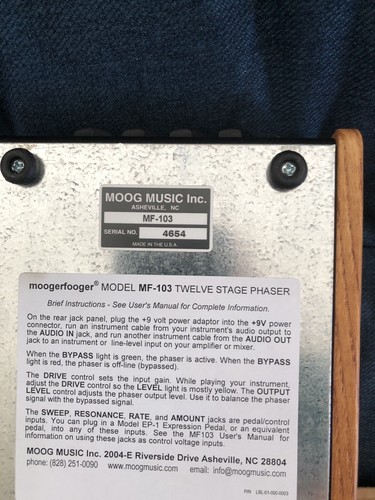 MOOG MUSIC Inc.
ASHEVILLE, NC
MF-103
SERIAL NO. 4654
MADE IN THE U.S.A.
moogerfooger® MODEL MF-103 TWELVE STAGE PHASER
Brief Instructions - See User's Manual for Complete Information.
On the rear jack panel, plug the +9 volt power adaptor into the +9V power
connector, run an instrument cable from your instrument's audio output to
the AUDIO IN jack, and run another instrument cable from the AUDIO OUT
jack to an instrument or line-level input on your amplifier or mixer.
When the BYPASS light is green, the phaser is active. When the BYPASS
light is red, the phaser is off-line (bypassed).
The DRIVE control sets the input gain. While playing your instrument,
adjust the DRIVE control so the LEVEL light is mostly yellow. The OUTPUT
LEVEL control adjusts the phaser output level. Use it to balance the phaser
signal with the bypassed signal.
The SWEEP, RESONANCE, RATE, and AMOUNT jacks are pedal/control
inputs. You can plug in a Model EP-1 Expression Pedal, or an equivalent
pedal, into any of these inputs. See the MF103 User's Manual for
information on using these jacks as control voltage inputs.
MOOG MUSIC Inc. 2004-E Riverside Drive Asheville, NC 28804
phone: (828) 251-0090 www.moogmusic.com email: info@moogmusic.com
P/N LBL-01-000-0003